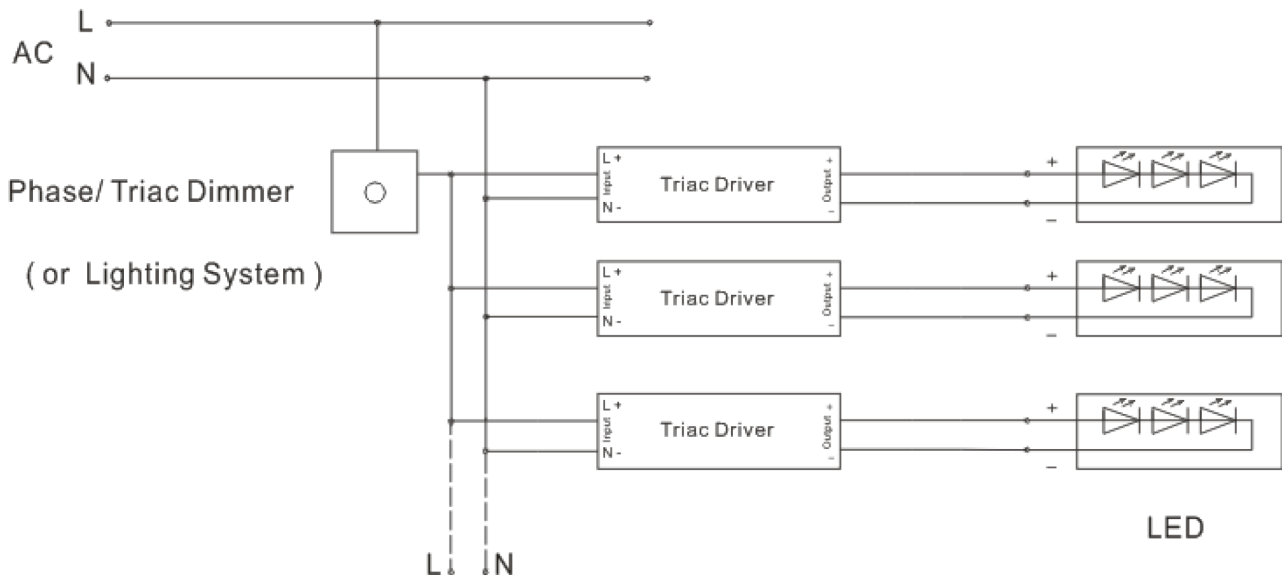 L
AC
N
Phase/ Triac Dimmer
( or Lighting System )
L +
Input
N -
Triac Driver
+
Output
-
+
-
L +
Input
N -
Triac Driver
+
Output
-
+
-
L +
Input
N -
Triac Driver
+
Output
-
+
-
LED
L
N